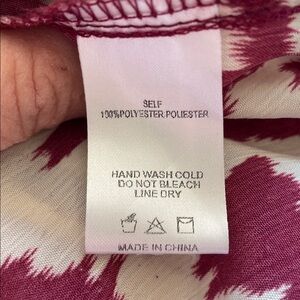 SELF
100%POLYESTER.POLIESTER
HAND WASH COLD
DO NOT BLEACH
LINE DRY
MADE IN CHINA